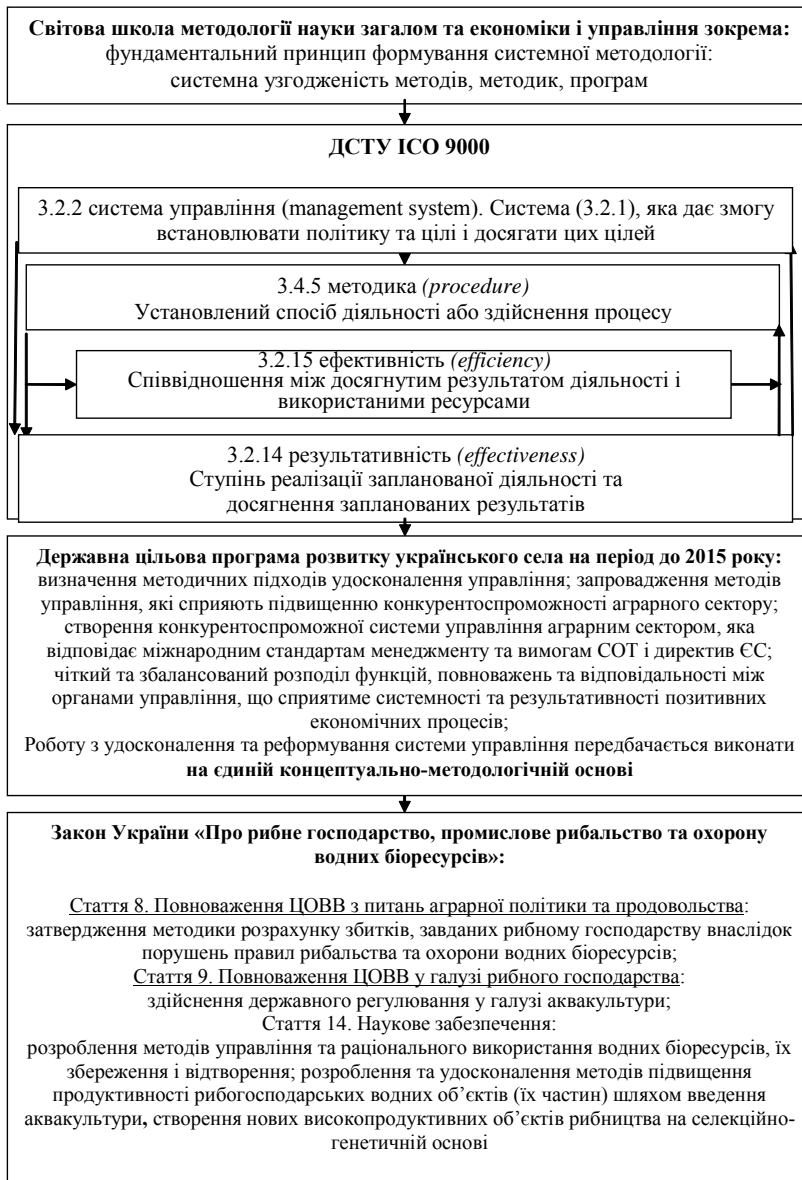 Світова школа методології науки загалом та економіки і управління зокрема:
фундаментальний принцип формування системної методології:
системна узгодженість методів, методик, програм
ДСТУ ІСО 9000
3.2.2 система управління (management system). Система (3.2.1), яка дає змогу
встановлювати політику та цілі і досягати цих цілей
3.4.5 методика (procedure)
Установлений спосіб діяльності або здійснення процесу
3.2.15 ефективність (efficiency)
Співвідношення між досягнутим результатом діяльності і
використаними ресурсами
3.2.14 результативність (effectiveness)
Ступінь реалізації запланованої діяльності та
досягнення запланованих результатів
Державна цільова програма розвитку українського села на період до 2015 року:
визначення методичних підходів удосконалення управління; запровадження методів
управління, які сприяють підвищенню конкурентоспроможності аграрного сектору;
створення конкурентоспроможної системи управління аграрним сектором, яка
відповідає міжнародним стандартам менеджменту та вимогам СОТ і директив ЄС;
чіткий та збалансований розподіл функцій, повноважень та відповідальності між
органами управління, що сприятиме системності та результативності позитивних
економічних процесів;
Роботу з удосконалення та реформування системи управління передбачається виконати
на єдиній концептуально-методологічній основі
Закон України «Про рибне господарство, промислове рибальство та охорону
водних біоресурсів»:
Стаття 8. Повноваження ЦОВВ з питань аграрної політики та продовольства:
затвердження методики розрахунку збитків, завданих рибному господарству внаслідок
порушень правил рибальства та охорони водних біоресурсів;
Стаття 9. Повноваження ЦОВВ у галузі рибного господарства:
здійснення державного регулювання у галузі аквакультури;
Стаття 14. Наукове забезпечення:
розроблення методів управління та раціонального використання водних біоресурсів, їх
збереження і відтворення; розроблення та удосконалення методів підвищення
продуктивності рибогосподарських водних об’єктів (їх частин) шляхом введення
аквакультури, створення нових високопродуктивних об’єктів рибництва на селекційно-
генетичній основі